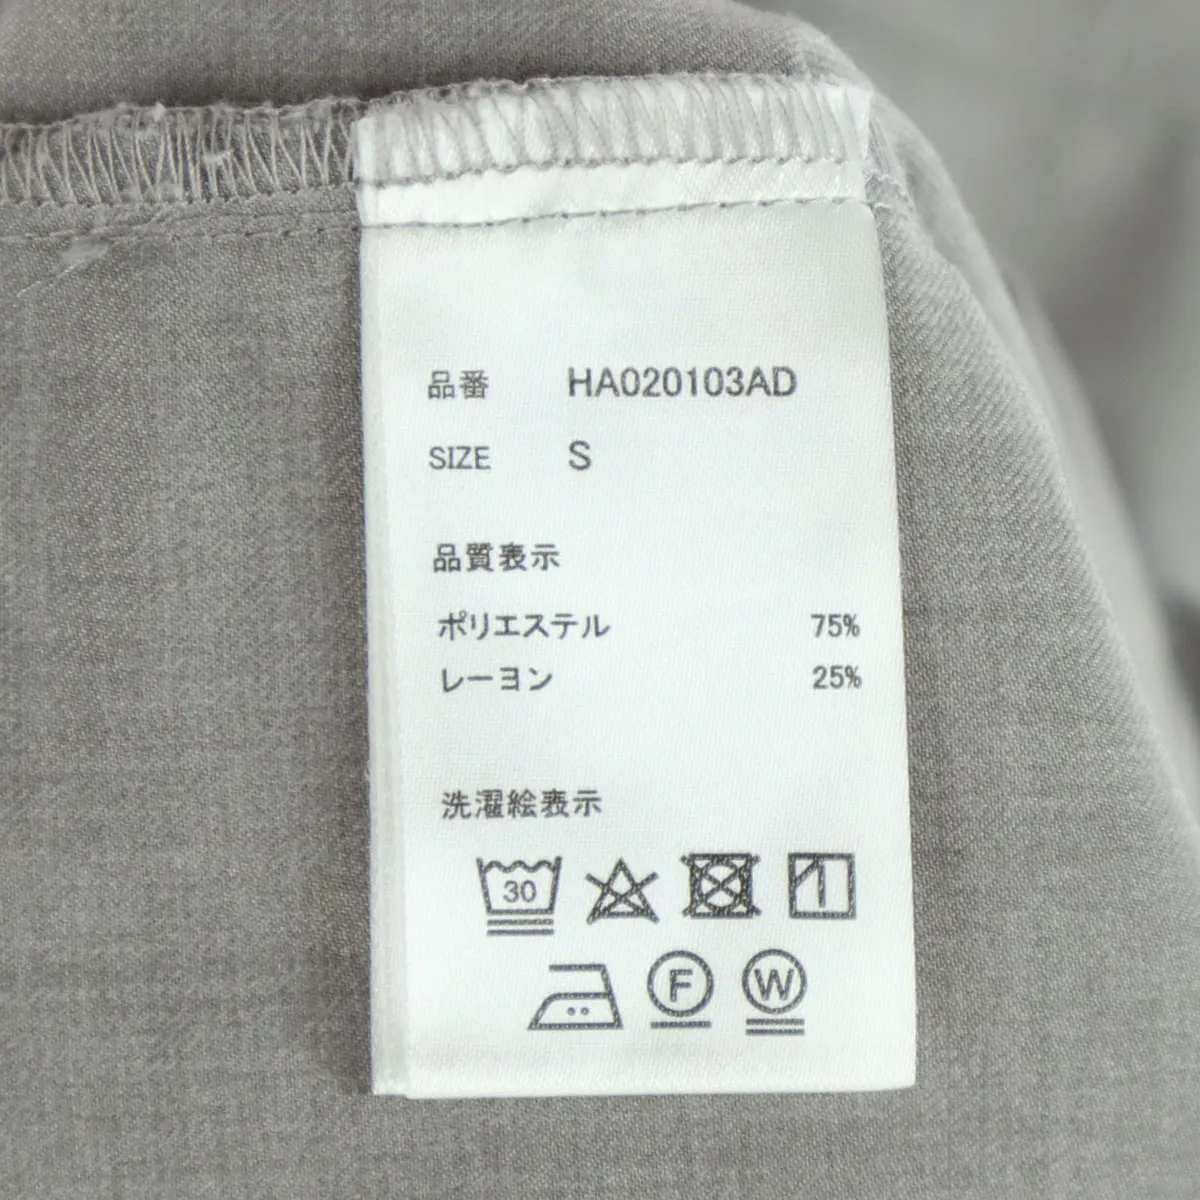 品番 HA020103AD
SIZE S
品質表示
ポリエステル 75%
レーヨン 25%
洗濯絵表示
30
F W